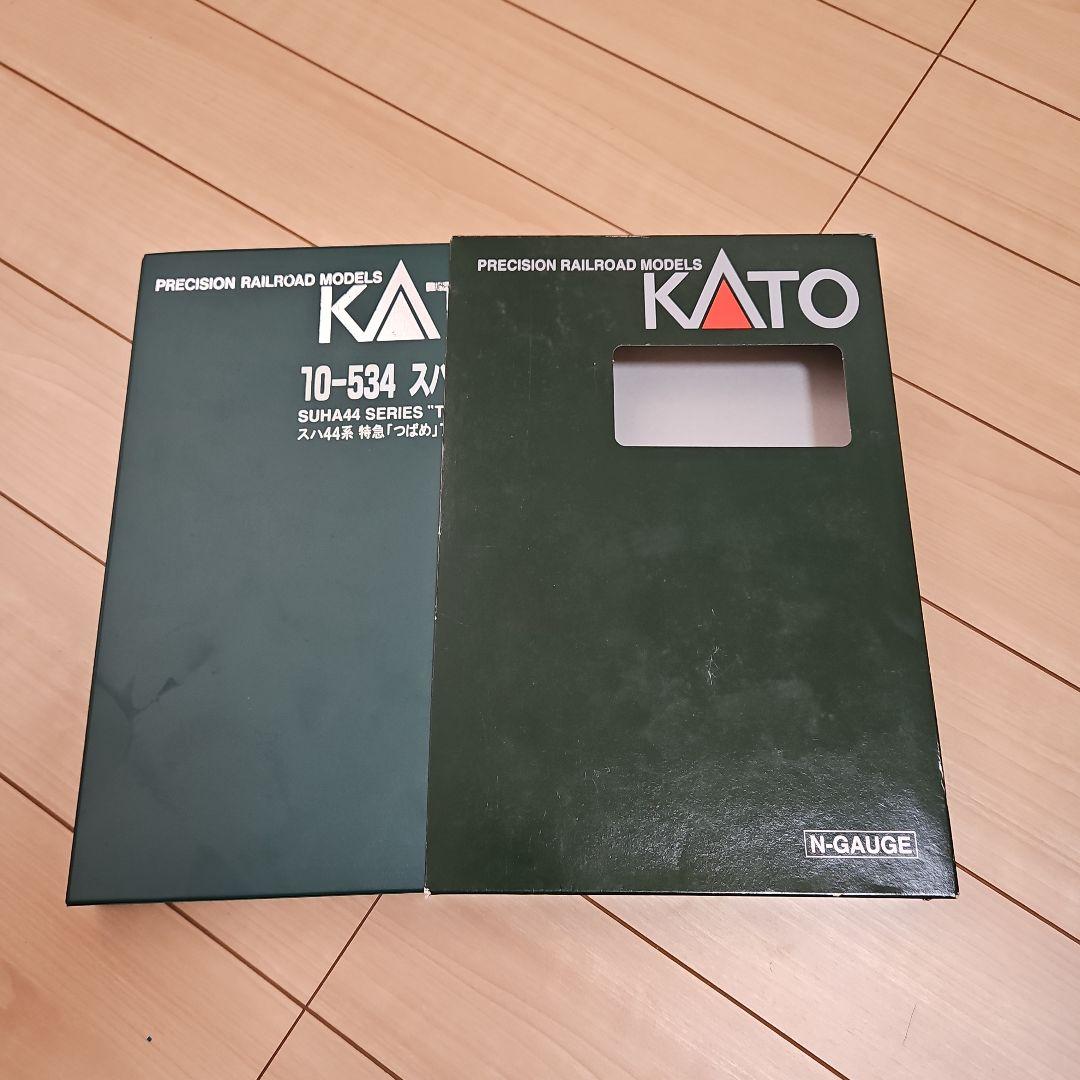 PRECISION RAILROAD MODELS
KAT
10-534 スハ
SUHA44 SERIES "T
スハ44系 特急「つばめ」
PRECISION RAILROAD MODELS
KATO
N-GAUGE